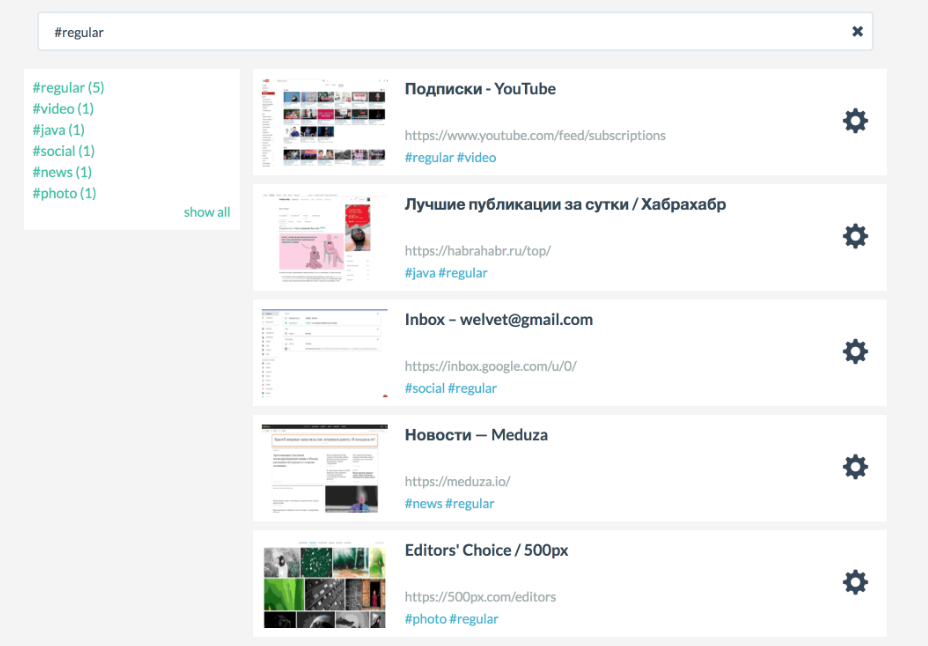 #regular
#regular (5)
#video (1)
#java (1)
#social (1)
#news (1)
#photo (1)
show all
Подписки - YouTube
https://www.youtube.com/feed/subscriptions
#regular #video
Лучшие публикации за сутки / Хабрахабр
https://habrahabr.ru/top/
#java #regular
Inbox – welvet@gmail.com
https://inbox.google.com/u/0/
#social #regular
Новости — Meduza
https://meduza.io/
#news #regular
Editors' Choice / 500px
https://500px.com/editors
#photo #regular